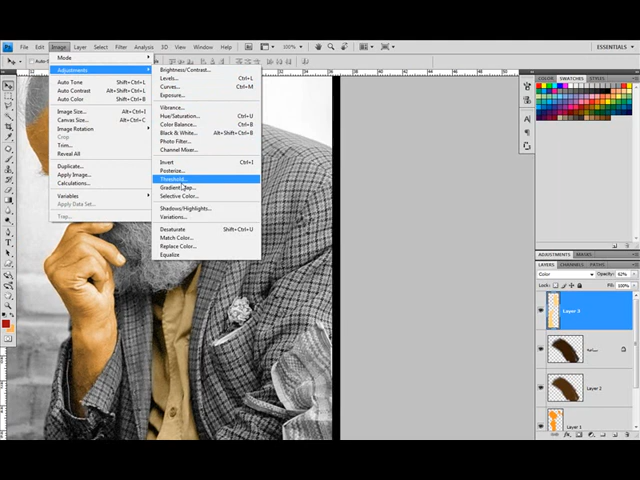 File Edit Image Layer Select Filter Analysis 3D View Window Help 100% ESSENTIALS
Mode
Adjustments
Auto Tone Shift+Ctrl+L
Auto Contrast Alt+Shift+Ctrl+L
Auto Color Shift+Ctrl+B
Image Size... Alt+Ctrl+I
Canvas Size... Alt+Ctrl+C
Image Rotation
Crop
Trim...
Reveal All
Duplicate...
Apply Image...
Calculations...
Variables
Apply Data Set...
Trap...
Brightness/Contrast...
Levels... Ctrl+L
Curves... Ctrl+M
Exposure...
Vibrance...
Hue/Saturation... Ctrl+U
Color Balance... Ctrl+B
Black & White... Alt+Shift+Ctrl+B
Photo Filter...
Channel Mixer...
Invert Ctrl+I
Posterize...
Threshold...
Gradient Map...
Selective Color...
Shadows/Highlights...
Variations...
Desaturate Shift+Ctrl+U
Match Color...
Replace Color...
Equalize
COLOR SWATCHES STYLES
ADJUSTMENTS MASKS
LAYERS CHANNELS PATHS
Color Opacity: 62%
Lock: Fill: 100%
Layer 3
Layer 2
Layer 1